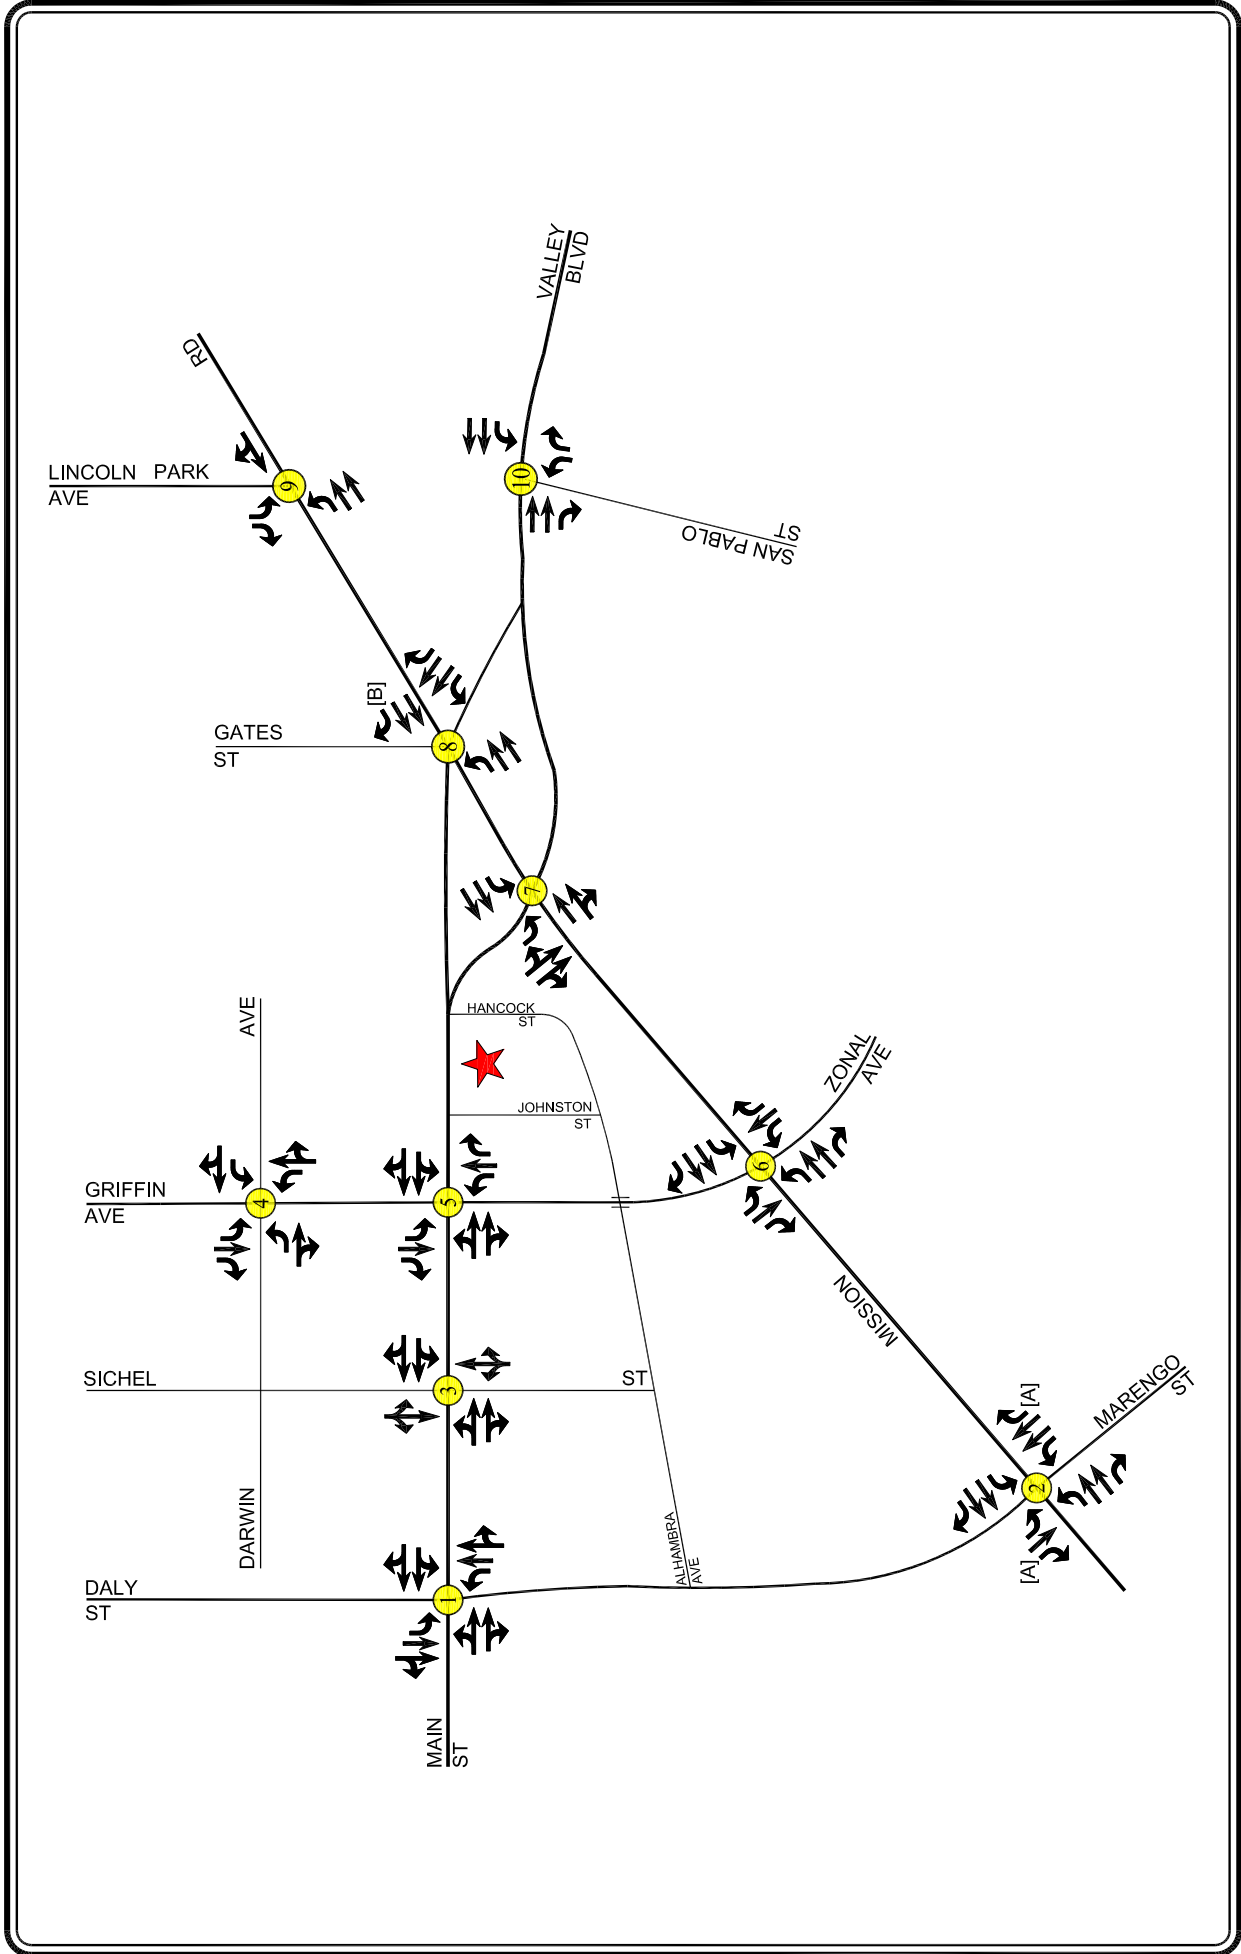 VALLEY
BLVD
RD
LINCOLN PARK
AVE
9
10
SAN PABLO
ST
[B]
GATES
ST
8
7
AVE
HANCOCK
ST
ZONAL
AVE
JOHNSTON
ST
GRIFFIN
AVE
4
5
6
MISSION
SICHEL
ST
3
MARENGO
ST
[A]
2
[A]
DARWIN
ALHAMBRA
AVE
DALY
ST
1
MAIN
ST